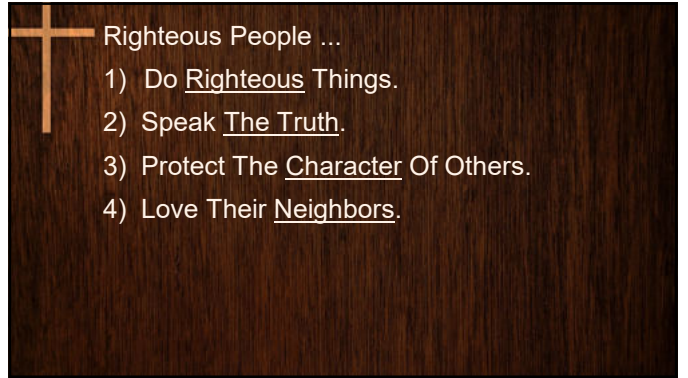 Righteous People ...
1) Do Righteous Things.
2) Speak The Truth.
3) Protect The Character Of Others.
4) Love Their Neighbors.